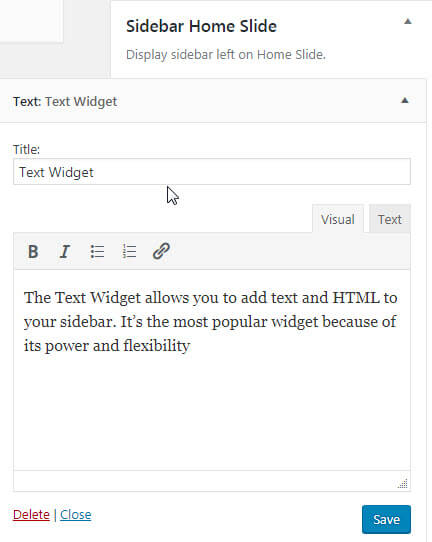 Sidebar Home Slide
Display sidebar left on Home Slide.
Text: Text Widget
Title:
Text Widget
Visual Text
B I
The Text Widget allows you to add text and HTML to
your sidebar. It’s the most popular widget because of
its power and flexibility
Delete | Close
Save